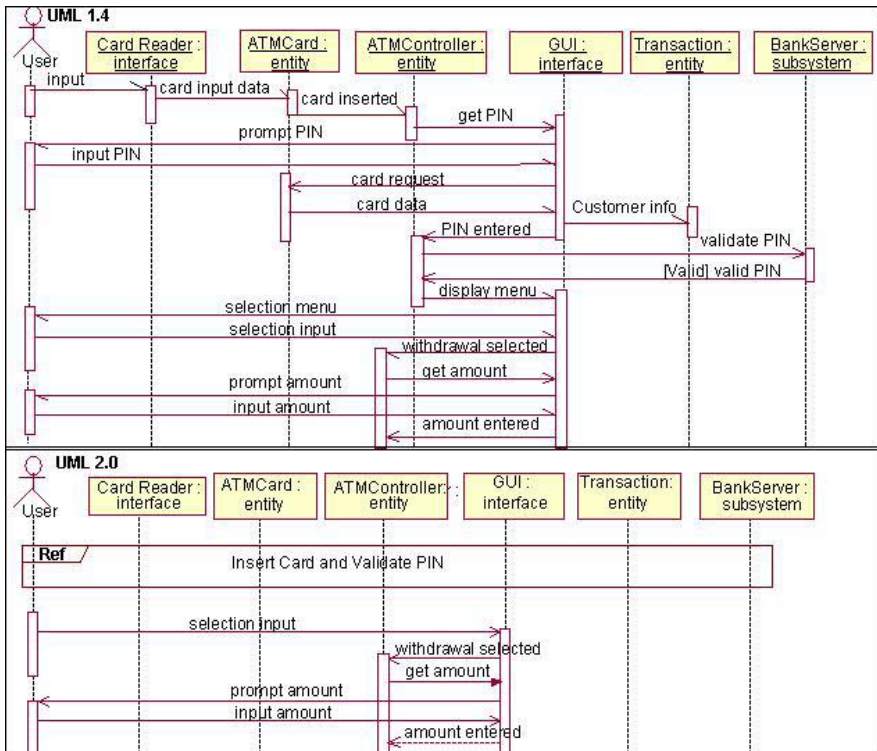 UML 1.4
User
Card Reader :
interface
ATMCard :
entity
ATMController :
entity
GUI :
interface
Transaction :
entity
BankServer :
subsystem
input
card input data
card inserted
get PIN
prompt PIN
input PIN
card request
card data
Customer info
PIN entered
validate PIN
[Valid] valid PIN
display menu
selection menu
selection input
withdrawal selected
get amount
prompt amount
input amount
amount entered
UML 2.0
User
Card Reader :
interface
ATMCard :
entity
ATMController: :
entity
GUI :
interface
Transaction:
entity
BankServer :
subsystem
Ref
Insert Card and Validate PIN
selection input
withdrawal selected
get amount
prompt amount
input amount
amount entered